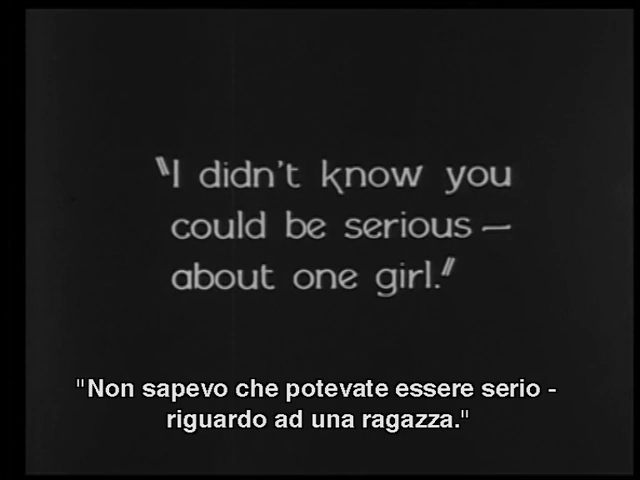 "I didn't know you
could be serious —
about one girl."
"Non sapevo che potevate essere serio -
riguardo ad una ragazza."